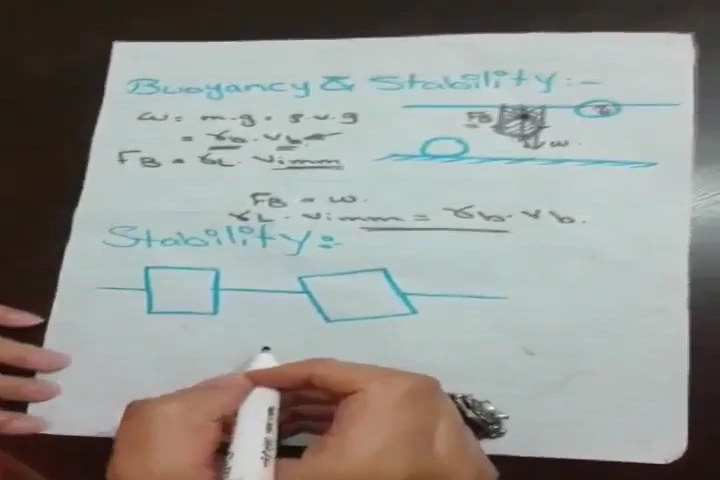 Buoyancy & Stability :-
ω = m.g = ρ.v.g
= γb . Vb
FB = γL . Vimm
FB
w
FB = w.
γL . Vimm = γb . Vb.
Stability :-